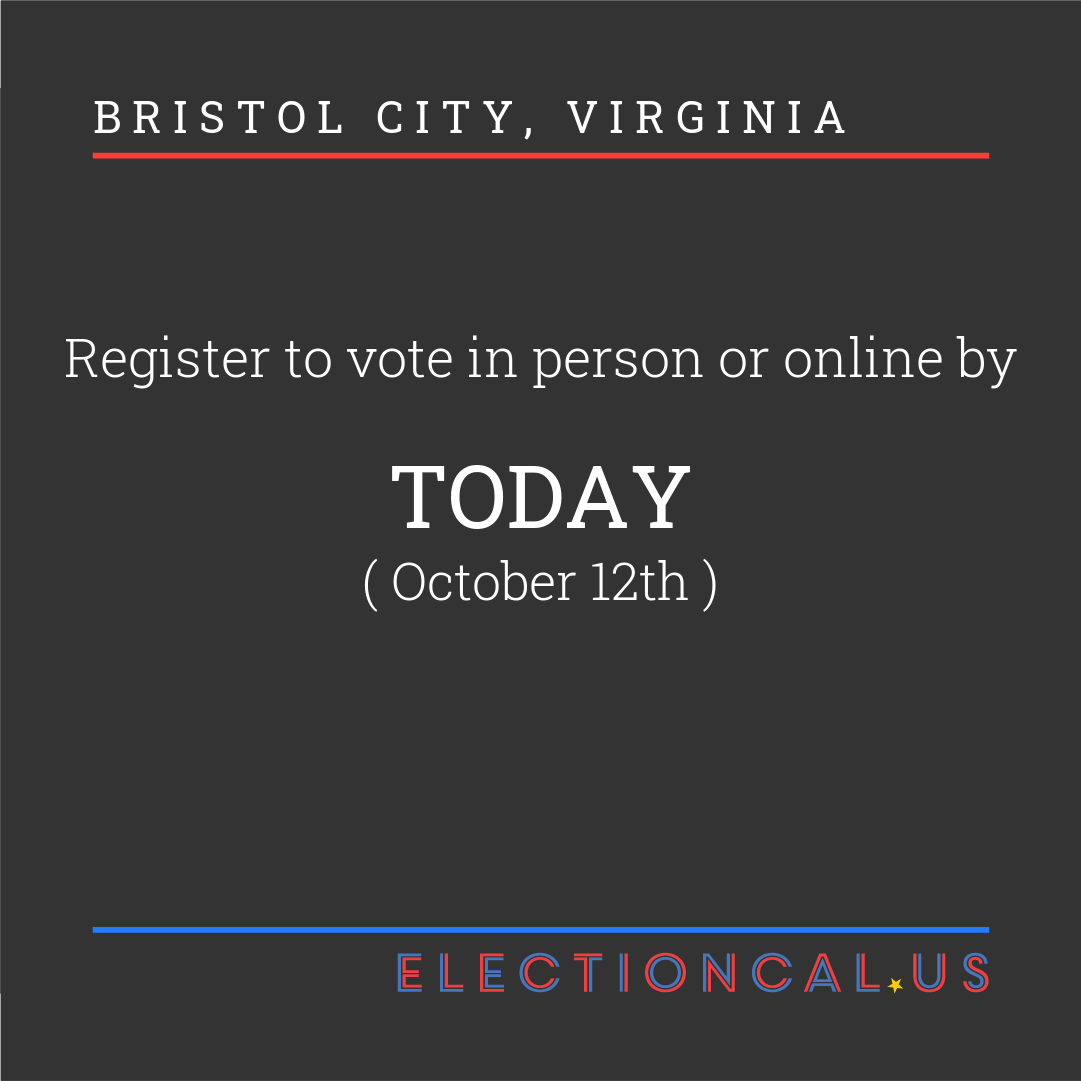 BRISTOL CITY, VIRGINIA
Register to vote in person or online by
TODAY
( October 12th )
ELECTIONCAL.US